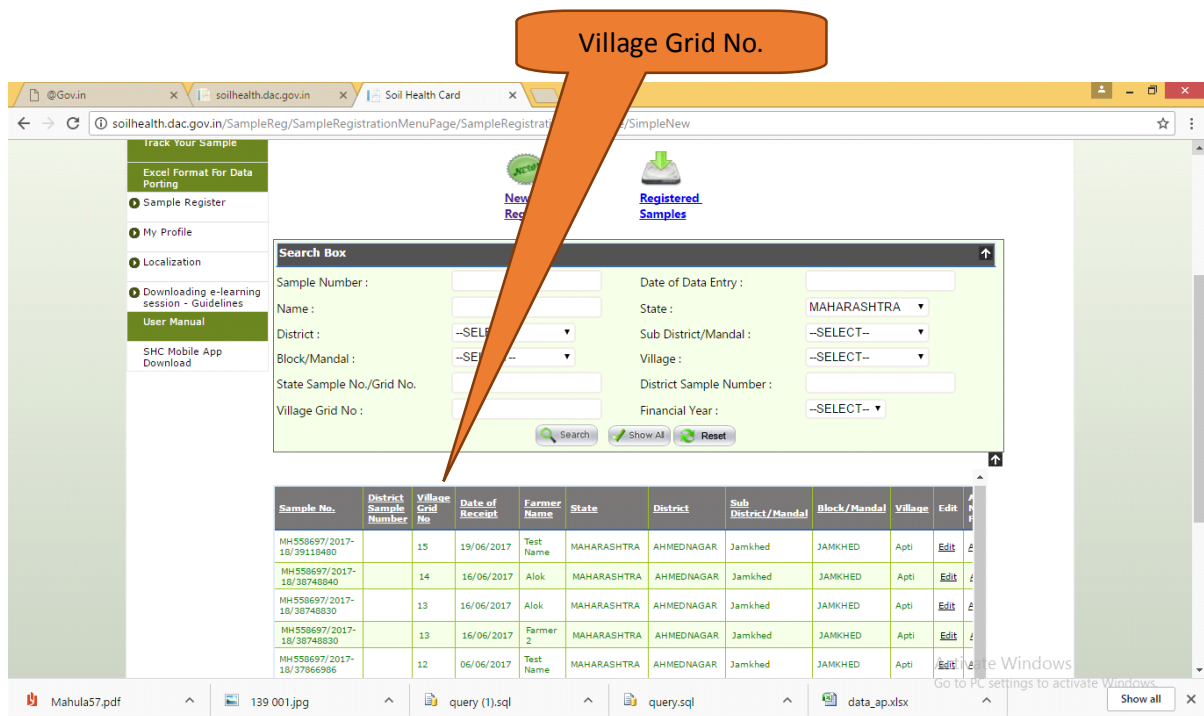 Village Grid No.
@Gov.in
soilhealth.dac.gov.in
Soil Health Card
soilhealth.dac.gov.in/SampleReg/SampleRegistrationMenuPage/SampleRegistrati /SimpleNew
Track Your Sample
Excel Format For Data
Porting
Sample Register
My Profile
Localization
Downloading e-learning
session - Guidelines
User Manual
SHC Mobile App
Download
New
Reg
Registered
Samples
Search Box
Sample Number :
Date of Data Entry :
Name :
State : MAHARASHTRA
District : --SELE
Sub District/Mandal : --SELECT--
Block/Mandal : --SE
Village : --SELECT--
State Sample No./Grid No.
District Sample Number :
Village Grid No :
Financial Year : --SELECT--
Search Show All Reset
Sample No. District Sample Number Village Grid No Date of Receipt Farmer Name State District Sub District/Mandal Block/Mandal Village Edit
MH558697/2017-18/39118480 15 19/06/2017 Test Name MAHARASHTRA AHMEDNAGAR Jamkhed JAMKHED Apti Edit
MH558697/2017-18/38748840 14 16/06/2017 Alok MAHARASHTRA AHMEDNAGAR Jamkhed JAMKHED Apti Edit
MH558697/2017-18/38748830 13 16/06/2017 Alok MAHARASHTRA AHMEDNAGAR Jamkhed JAMKHED Apti Edit
MH558697/2017-18/38748830 13 16/06/2017 Farmer 2 MAHARASHTRA AHMEDNAGAR Jamkhed JAMKHED Apti Edit
MH558697/2017-18/37866986 12 06/06/2017 Test Name MAHARASHTRA AHMEDNAGAR Jamkhed JAMKHED Apti Edit
Activate Windows
Go to PC settings to activate Windows.
Mahula57.pdf 139 001.jpg query (1).sql query.sql data_ap.xlsx Show all